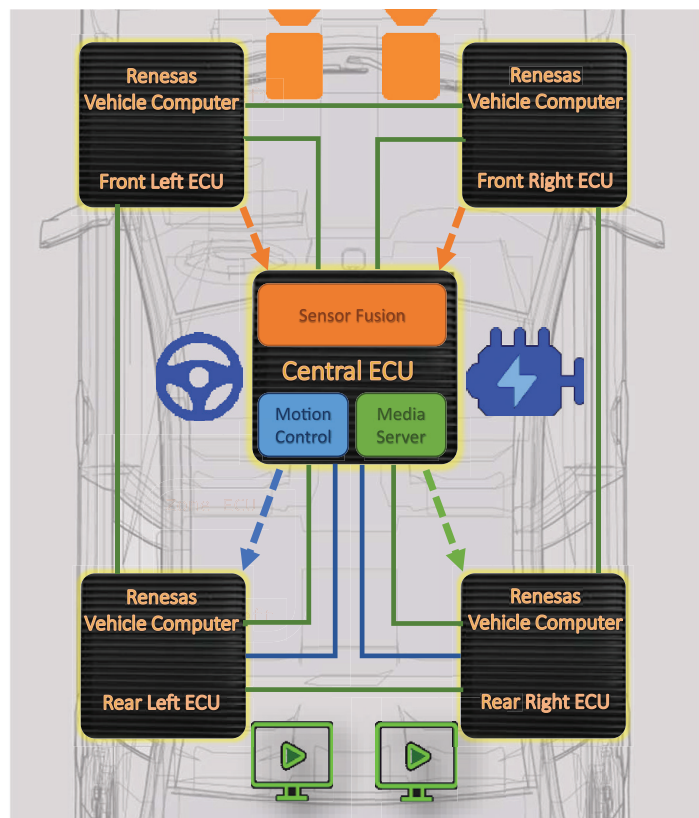 Renesas
Vehicle Computer
Front Left ECU
Renesas
Vehicle Computer
Front Right ECU
Sensor Fusion
Central ECU
Motion
Control
Media
Server
Renesas
Vehicle Computer
Rear Left ECU
Renesas
Vehicle Computer
Rear Right ECU